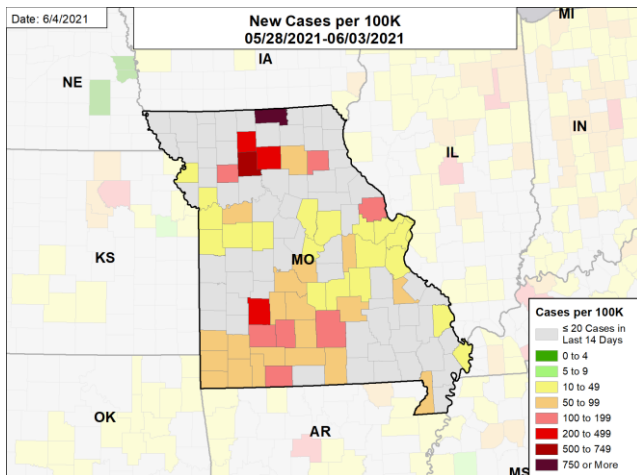 Date: 6/4/2021
New Cases per 100K
05/28/2021-06/03/2021
MI
IA
NE
IN
IL
KS
MO
Cases per 100K
≤ 20 Cases in
Last 14 Days
0 to 4
5 to 9
10 to 49
50 to 99
100 to 199
200 to 499
500 to 749
750 or More
OK
AR
MS